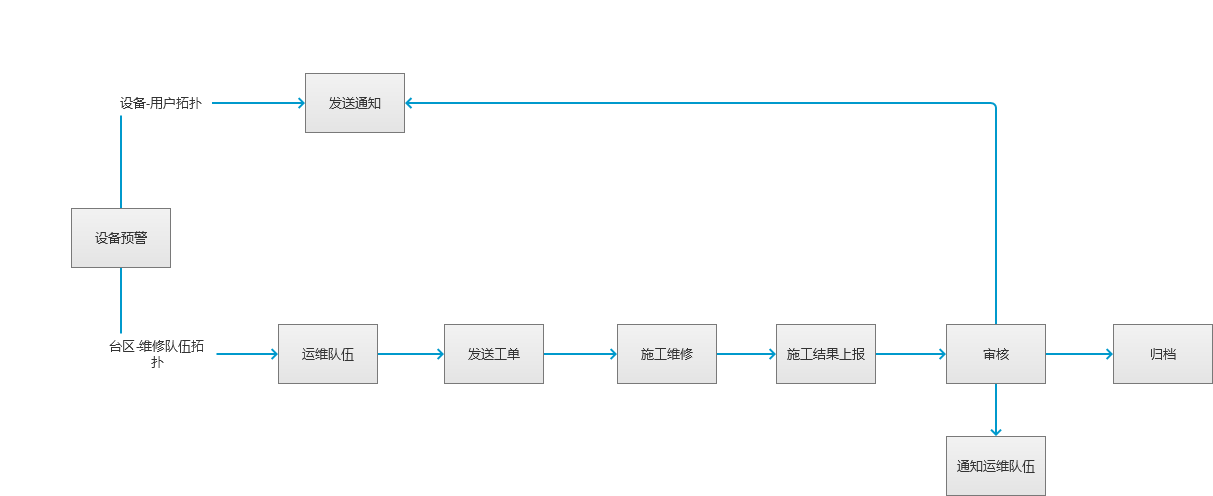 设备-用户拓扑
发送通知
设备预警
台区-维修队伍拓
扑
运维队伍
发送工单
施工维修
施工结果上报
审核
归档
通知运维队伍